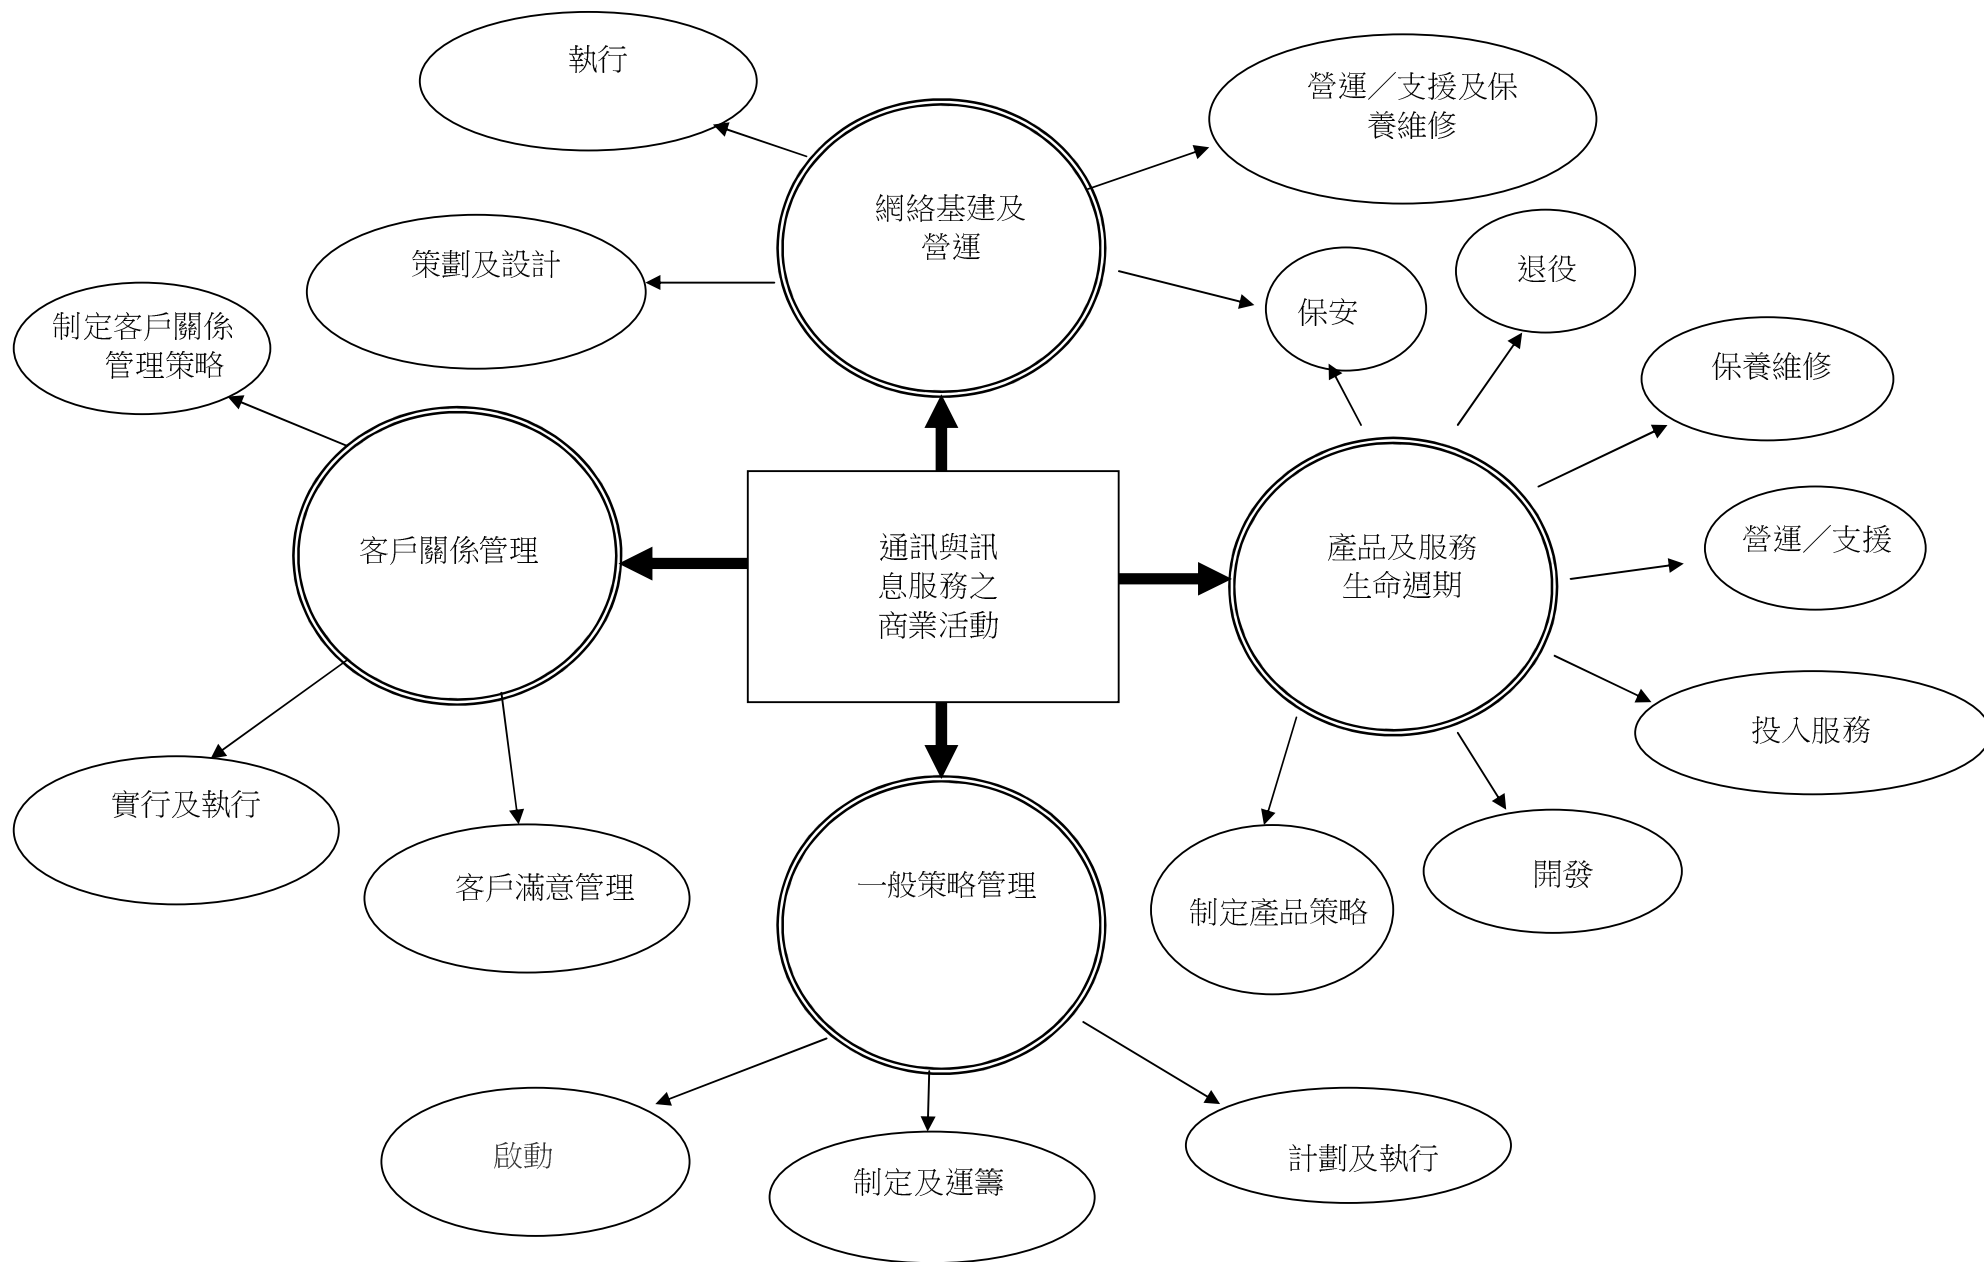 執行
營運／支援及保
養維修
網絡基建及
營運
策劃及設計
保安
退役
制定客戶關係
管理策略
保養維修
客戶關係管理
通訊與訊
息服務之
商業活動
產品及服務
生命週期
營運／支援
投入服務
實行及執行
客戶滿意管理
一般策略管理
制定產品策略
開發
啟動
制定及運籌
計劃及執行